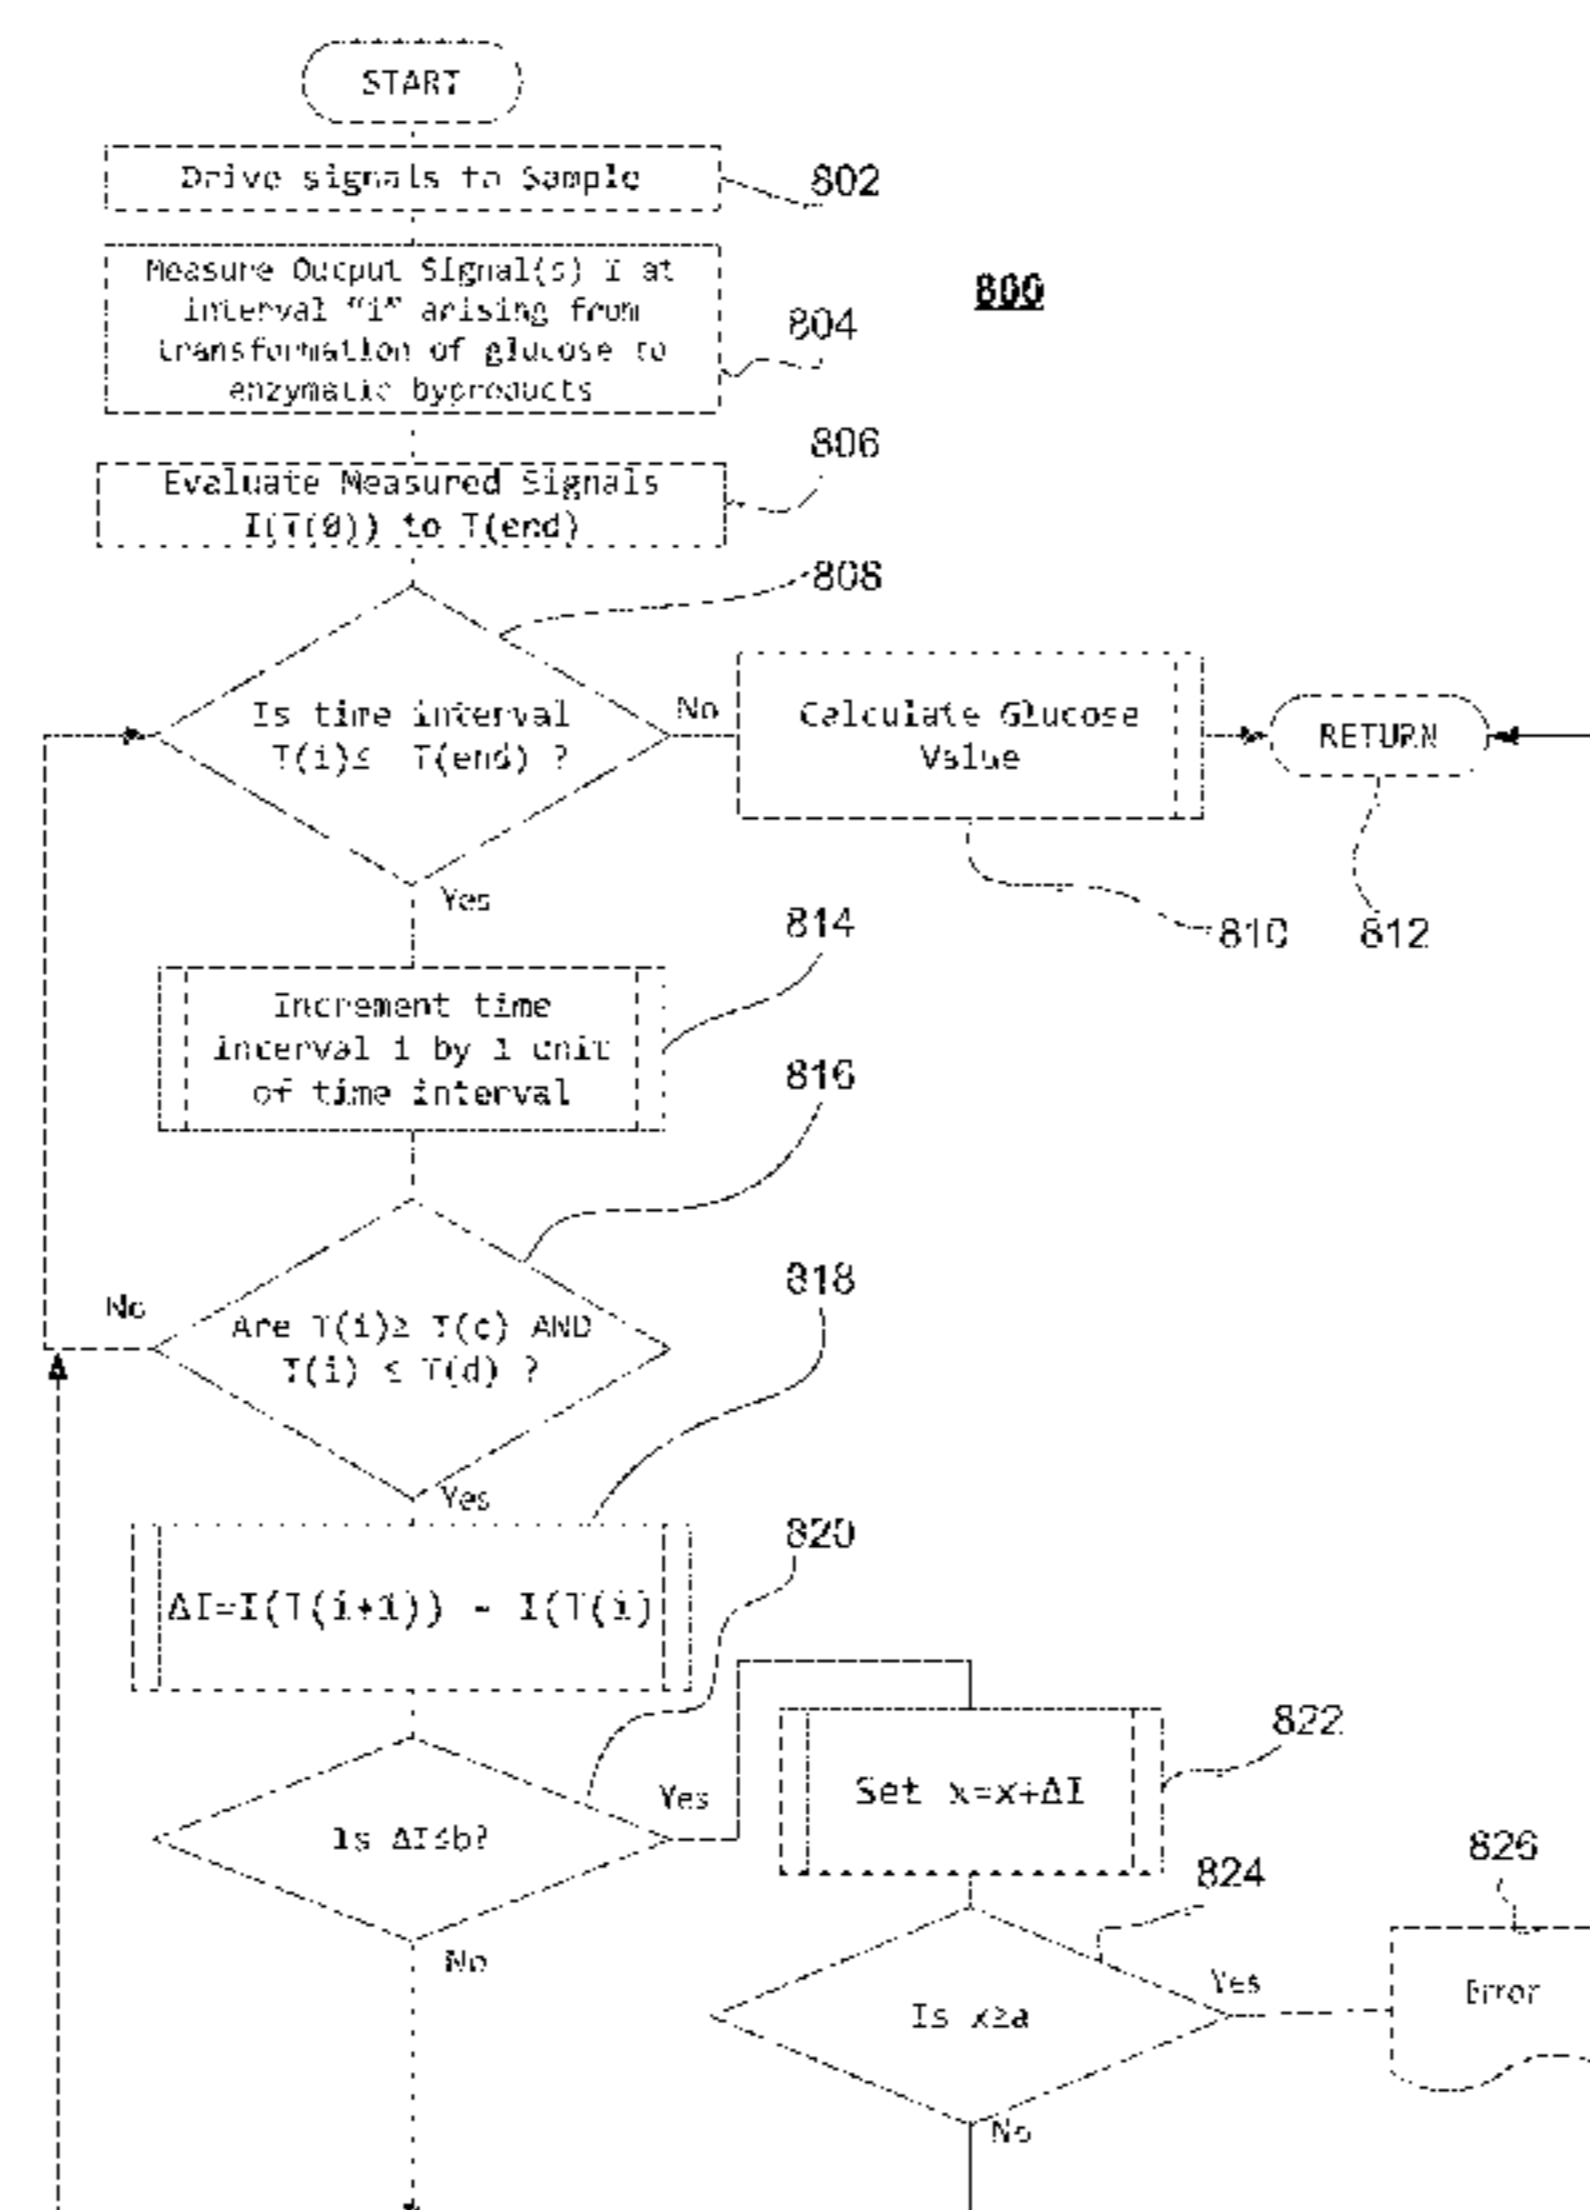 START
Drive signals to Sample
802
Measure Output Signal(s) I at
interval "i" arising from
transformation of glucose to
enzymatic byproducts
800
804
Evaluate Measured Signals
I(T(0)) to T(end)
806
808
Is time interval
T(i)≤ T(end) ?
No
Calculate Glucose
Value
RETURN
Yes
810
812
814
Increment time
interval i by 1 unit
of time interval
816
818
No
Are T(i)≥ T(c) AND
T(i) ≤ T(d) ?
Yes
820
ΔI=I(T(i+1)) - I(T(i)
822
Set x=x+ΔI
Yes
Is ΔI≤b?
824
826
No
Yes
Error
Is x≥a
No